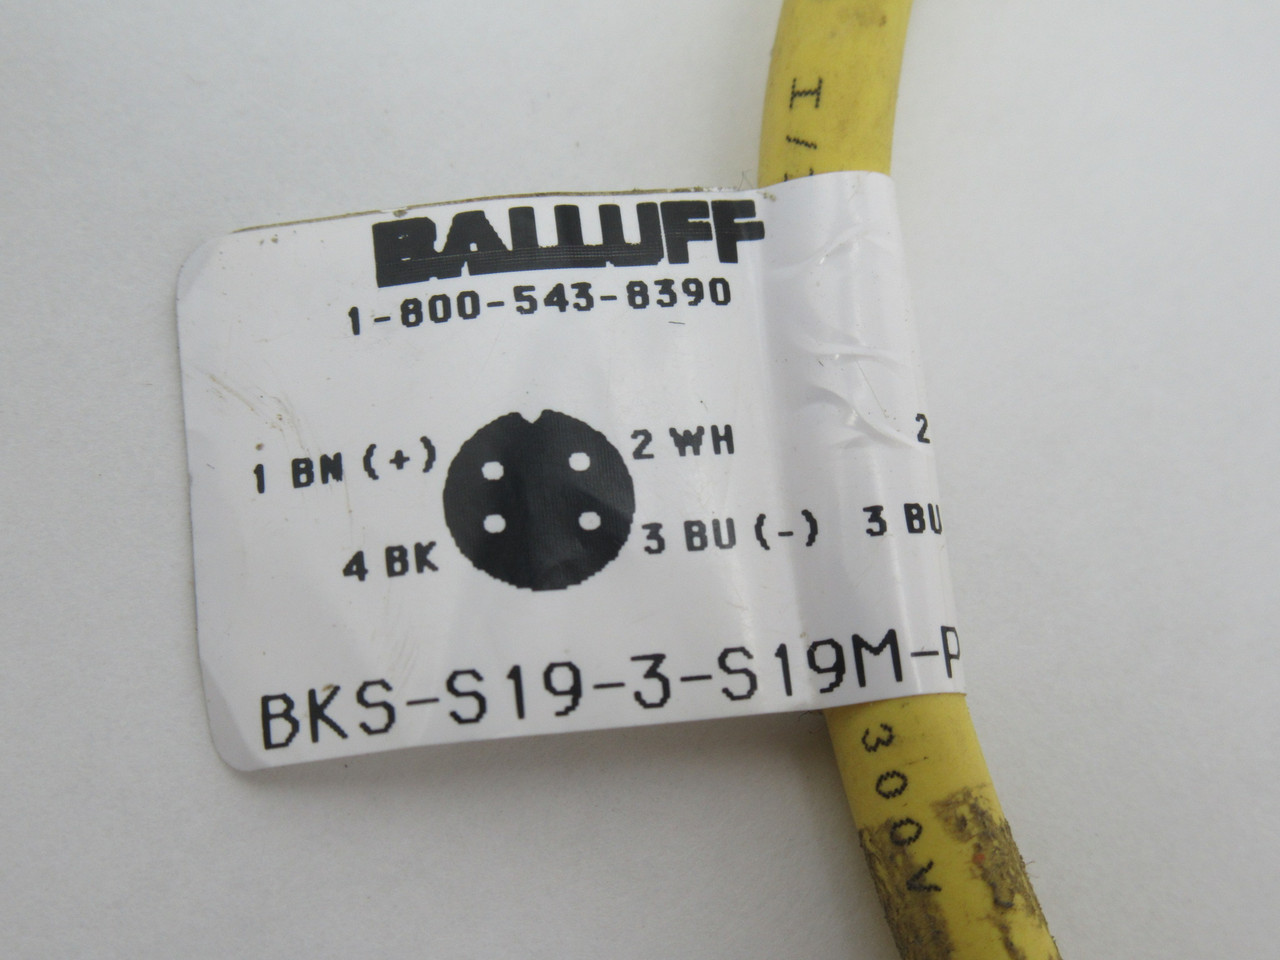 I/
BALLUFF
1-800-543-8390
1 BN (+) 2 WH 2
4 BK 3 BU (-) 3 BU
BKS-S19-3-S19M-P
300V